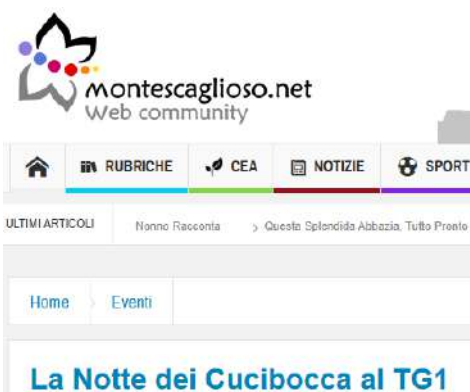 montescaglioso.net
Web community
RUBRICHE CEA NOTIZIE SPORT
ULTIMI ARTICOLI Nonno Racconta > Questa Splendida Abbazia, Tutto Pronto
Home Eventi
La Notte dei Cucibocca al TG1